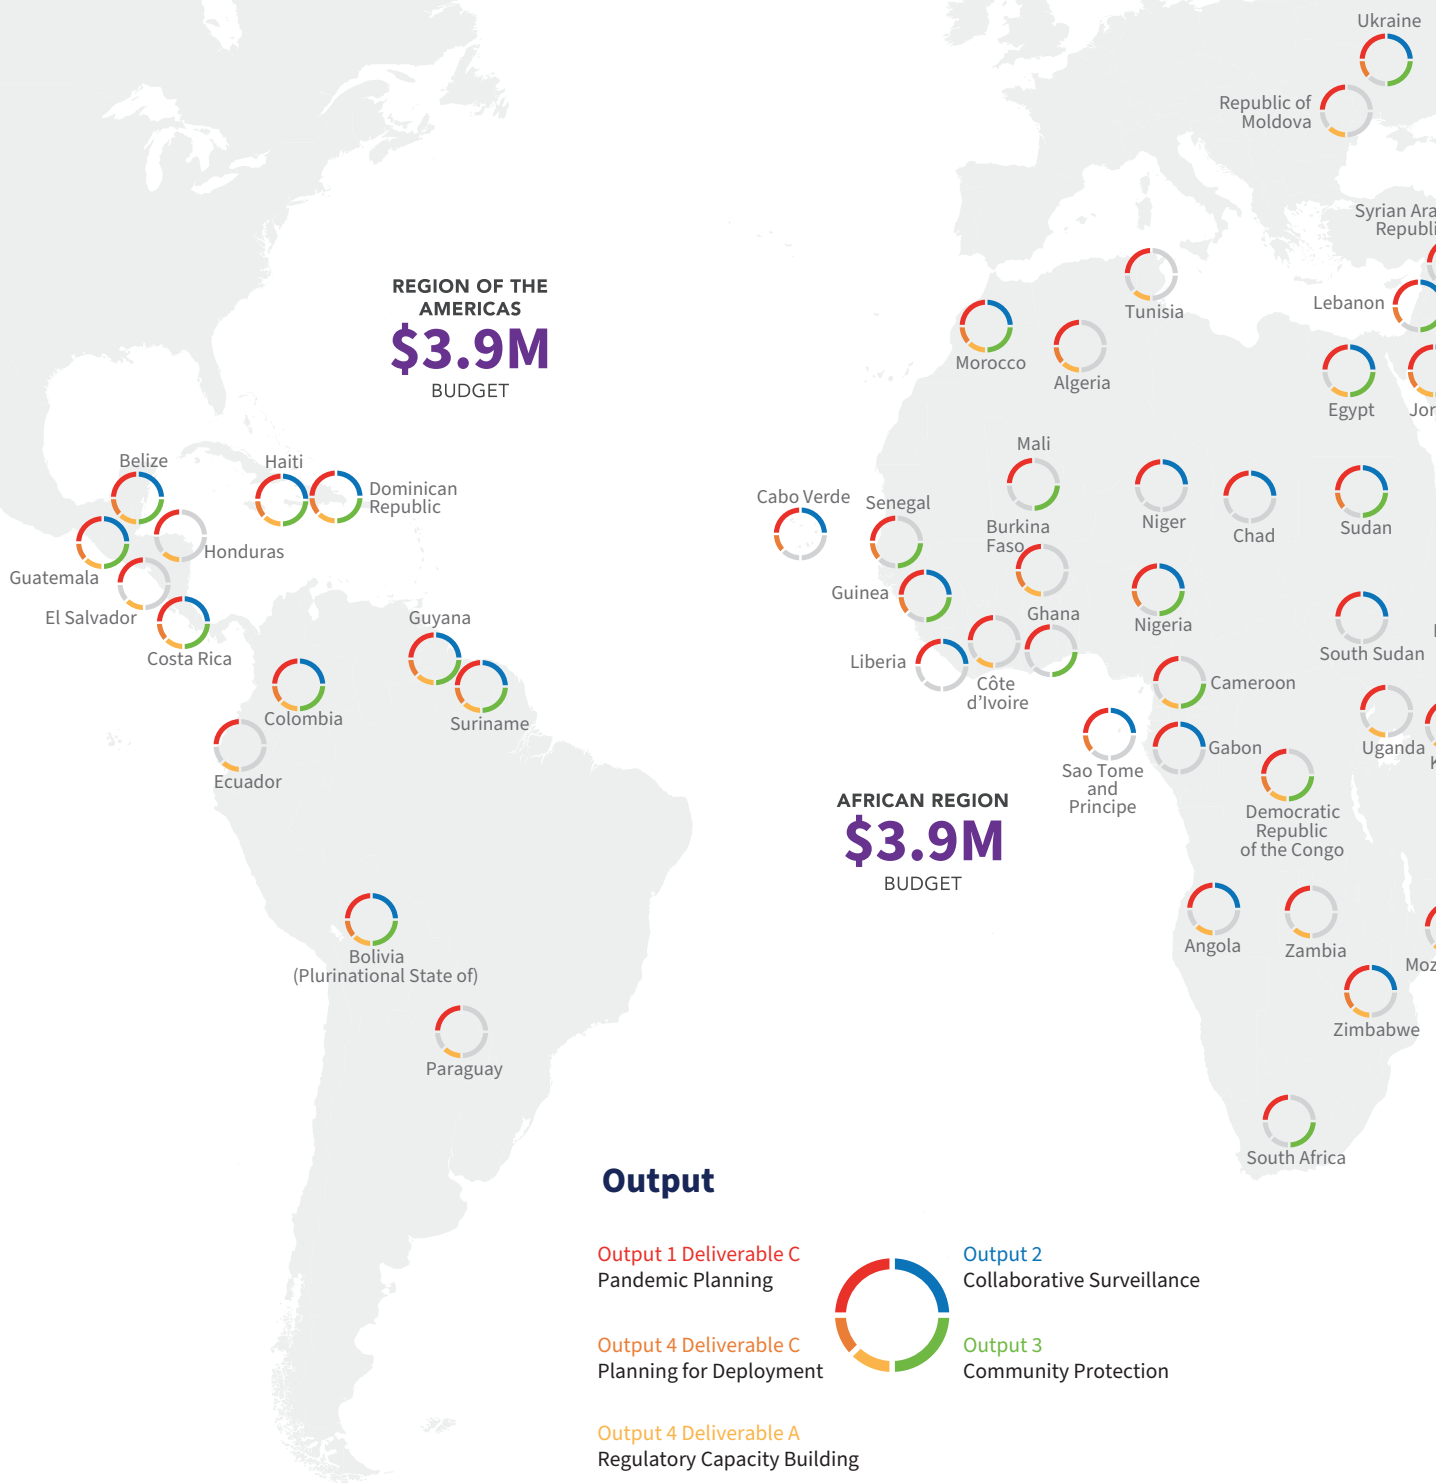 Ukraine
Republic of
Moldova
Syrian Ara
Republi
REGION OF THE
AMERICAS
$3.9M
BUDGET
Lebanon
Tunisia
Morocco
Algeria
Egypt
Jor
Belize
Haiti
Dominican
Republic
Honduras
Guatemala
El Salvador
Costa Rica
Guyana
Colombia
Suriname
Ecuador
Bolivia
(Plurinational State of)
Paraguay
Mali
Cabo Verde
Senegal
Burkina
Faso
Niger
Chad
Sudan
Guinea
Ghana
Nigeria
South Sudan
Liberia
Côte
d'Ivoire
Cameroon
Gabon
Uganda
K
Sao Tome
and
Principe
Democratic
Republic
of the Congo
AFRICAN REGION
$3.9M
BUDGET
Angola
Zambia
Moz
Zimbabwe
South Africa
Output
Output 1 Deliverable C
Pandemic Planning
Output 2
Collaborative Surveillance
Output 4 Deliverable C
Planning for Deployment
Output 3
Community Protection
Output 4 Deliverable A
Regulatory Capacity Building